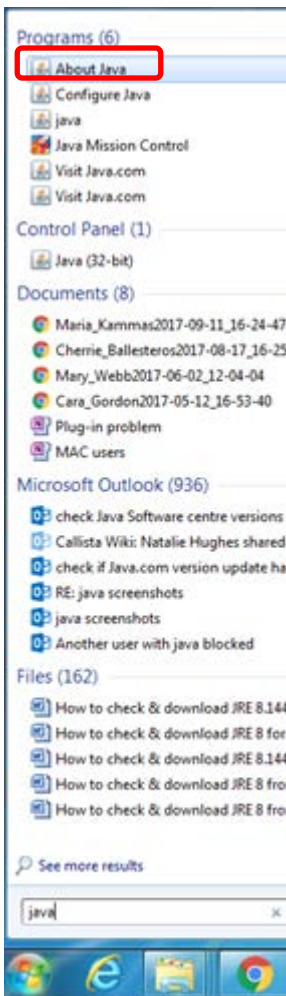 Programs (6)
About Java
Configure Java
java
Java Mission Control
Visit Java.com
Visit Java.com
Control Panel (1)
Java (32-bit)
Documents (8)
Maria_Kammas2017-09-11_16-24-47
Cherrie_Ballesteros2017-08-17_16-25
Mary_Webb2017-06-02_12-04-04
Cara_Gordon2017-05-12_16-53-40
Plug-in problem
MAC users
Microsoft Outlook (936)
check Java Software centre versions
Callista Wiki: Natalie Hughes shared
check if Java.com version update ha
RE: java screenshots
java screenshots
Another user with java blocked
Files (162)
How to check & download JRE 8.144
How to check & download JRE 8 for
How to check & download JRE 8.144
How to check & download JRE 8 fro
How to check & download JRE 8 fro
See more results
java